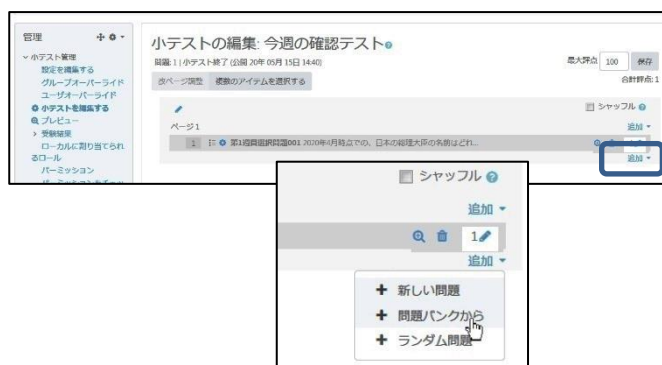 管理
小テスト管理
設定を編集する
グループオーバーライド
ユーザオーバーライド
小テストを編集する
プレビュー
受験結果
ローカルに割り当てられ
るロール
パーミッション
小テストの編集: 今週の確認テスト
問題: 1 | 小テスト終了 (公開 20年 05月 15日 14:40)
最大評点 100 保存
改ページ調整 複数のアイテムを選択する
合計評点: 1
シャッフル
ページ 1
追加
1 第1週目選択問題001 2020年4月時点での、日本の総理大臣の名前はどれ...
追加
シャッフル
追加
1
追加
新しい問題
問題バンクから
ランダム問題